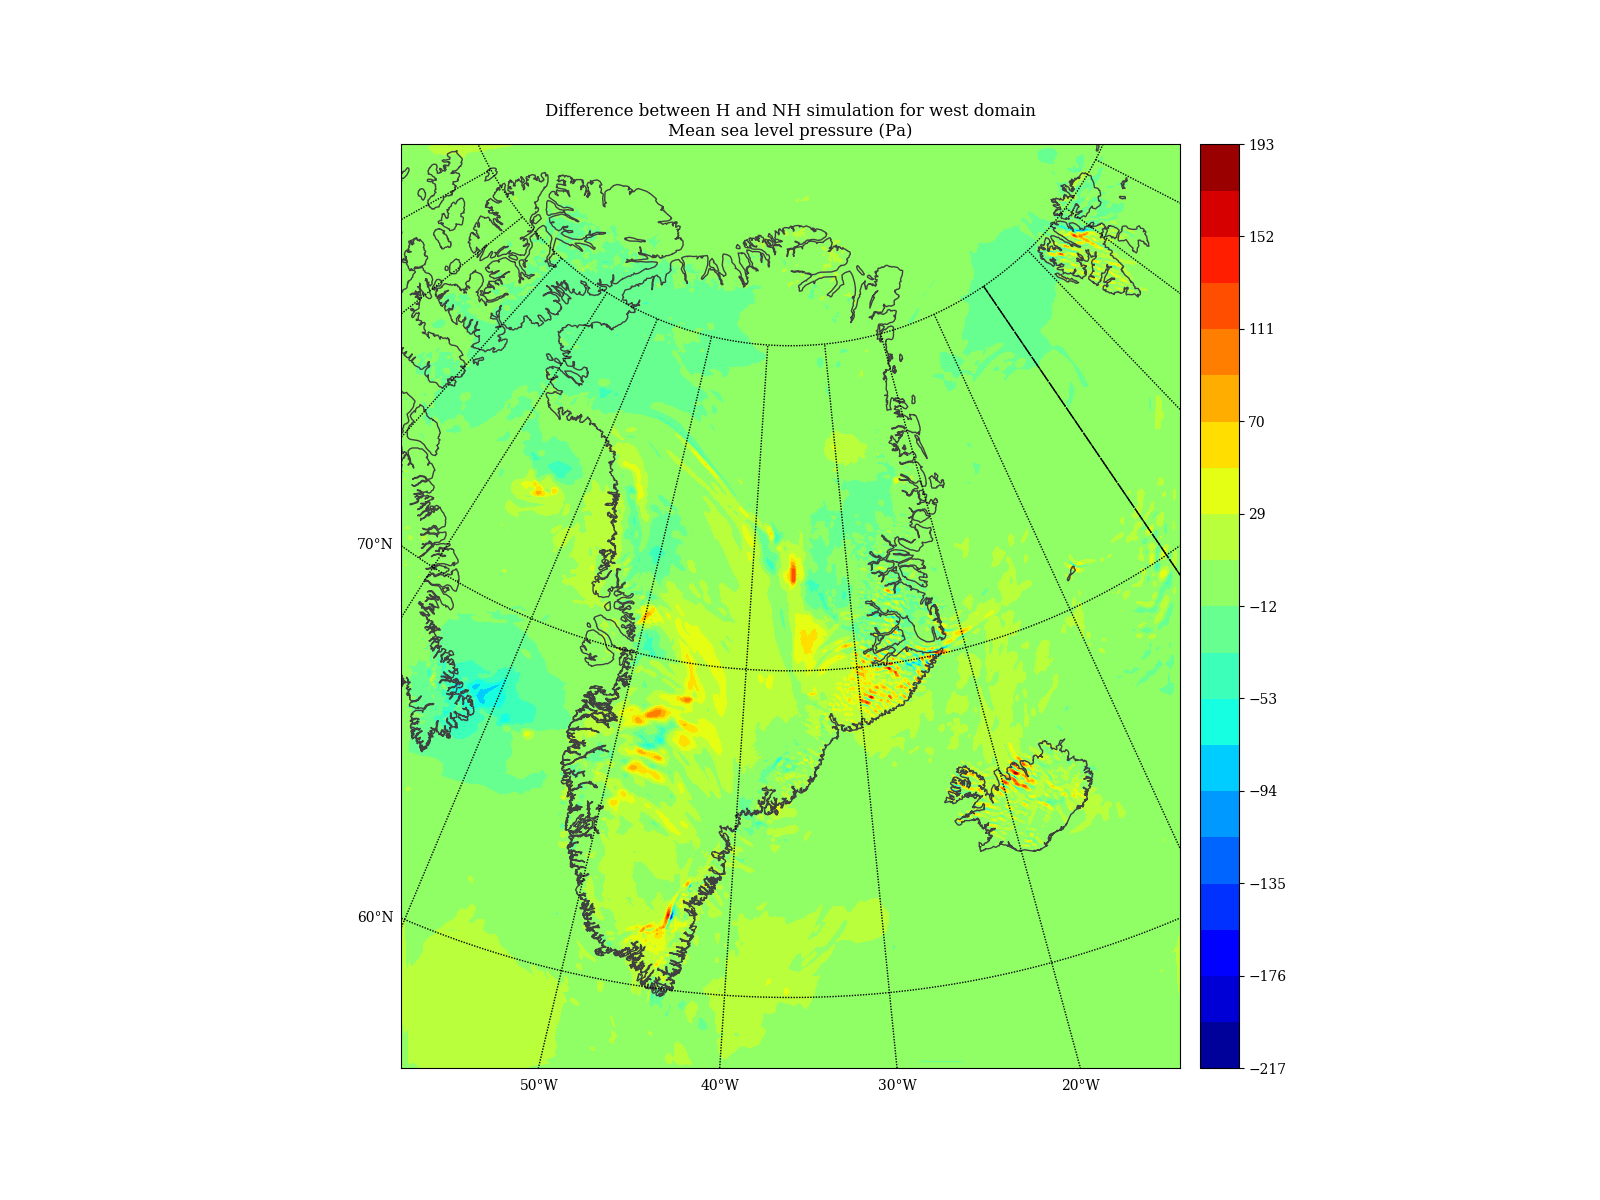 Difference between H and NH simulation for west domain
Mean sea level pressure (Pa)
193
152
111
70
29
−12
−53
−94
−135
−176
−217
70°N
60°N
50°W
40°W
30°W
20°W